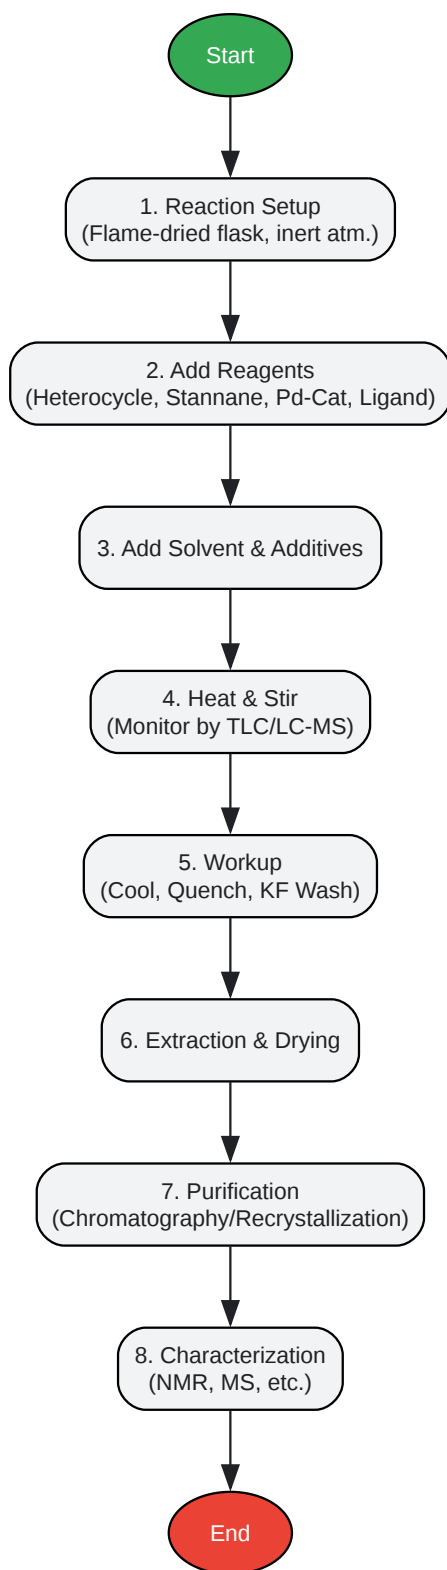 Start
1. Reaction Setup
(Flame-dried flask, inert atm.)
2. Add Reagents
(Heterocycle, Stannane, Pd-Cat, Ligand)
3. Add Solvent & Additives
4. Heat & Stir
(Monitor by TLC/LC-MS)
5. Workup
(Cool, Quench, KF Wash)
6. Extraction & Drying
7. Purification
(Chromatography/Recrystallization)
8. Characterization
(NMR, MS, etc.)
End